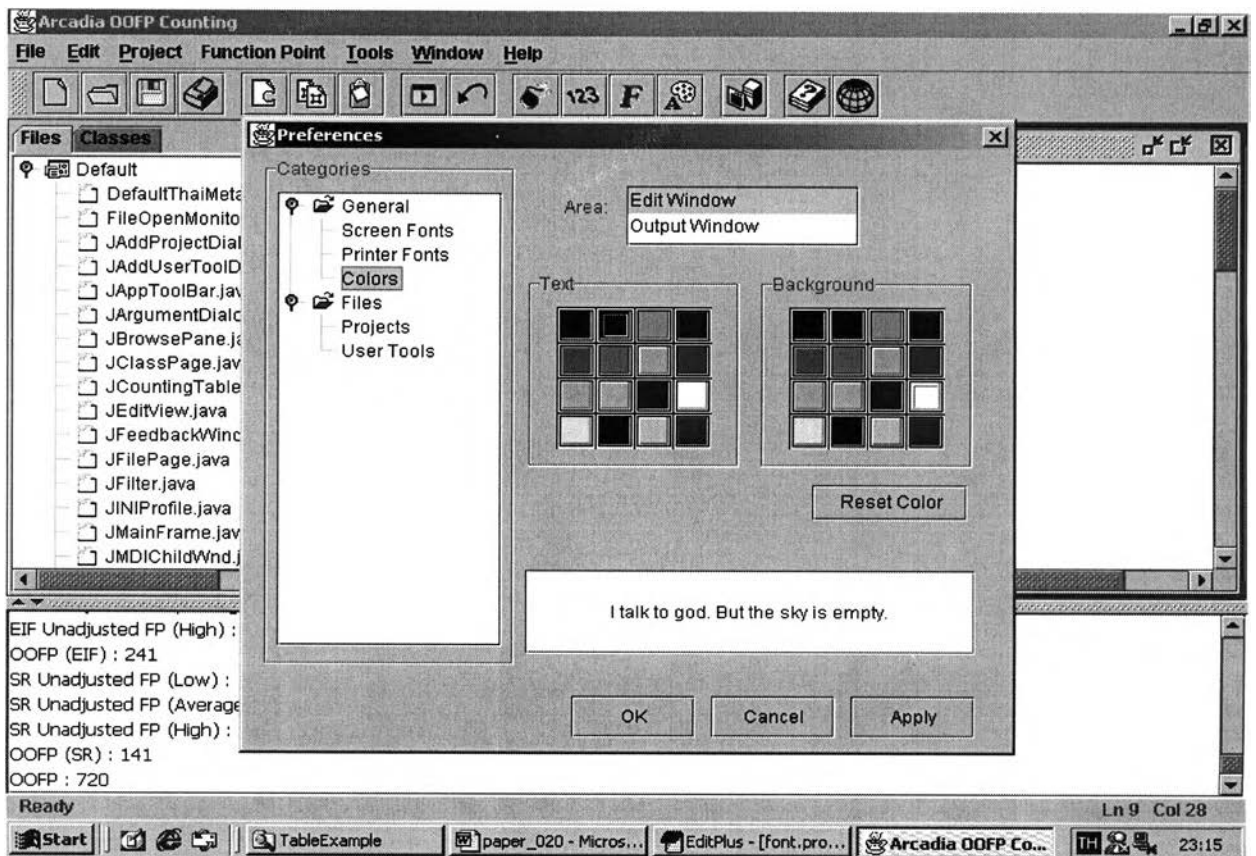 Arcadia OOFP Counting
File Edit Project Function Point Tools Window Help
123 F A
Files Classes
Default
DefaultThaiMeta
FileOpenMonito
JAddProjectDial
JAddUserToolD
JAppToolBar.jav
JArgumentDialo
JBrowsePane.ja
JClassPage.jav
JCountingTable
JEditView.java
JFeedbackWind
JFilePage.java
JFilter.java
JINIProfile.java
JMainFrame.jav
JMDIChildWnd.j
Preferences
Categories
General
Screen Fonts
Printer Fonts
Colors
Files
Projects
User Tools
Area:
Edit Window
Output Window
Text
Background
Reset Color
I talk to god. But the sky is empty.
OK Cancel Apply
EIF Unadjusted FP (High) :
OOFP (EIF) : 241
SR Unadjusted FP (Low) :
SR Unadjusted FP (Average
SR Unadjusted FP (High) :
OOFP (SR) : 141
OOFP : 720
Ready Ln 9 Col 28
Start TableExample paper_020 - Micros... EditPlus - [font.pro... Arcadia OOFP Co... TH 23:15